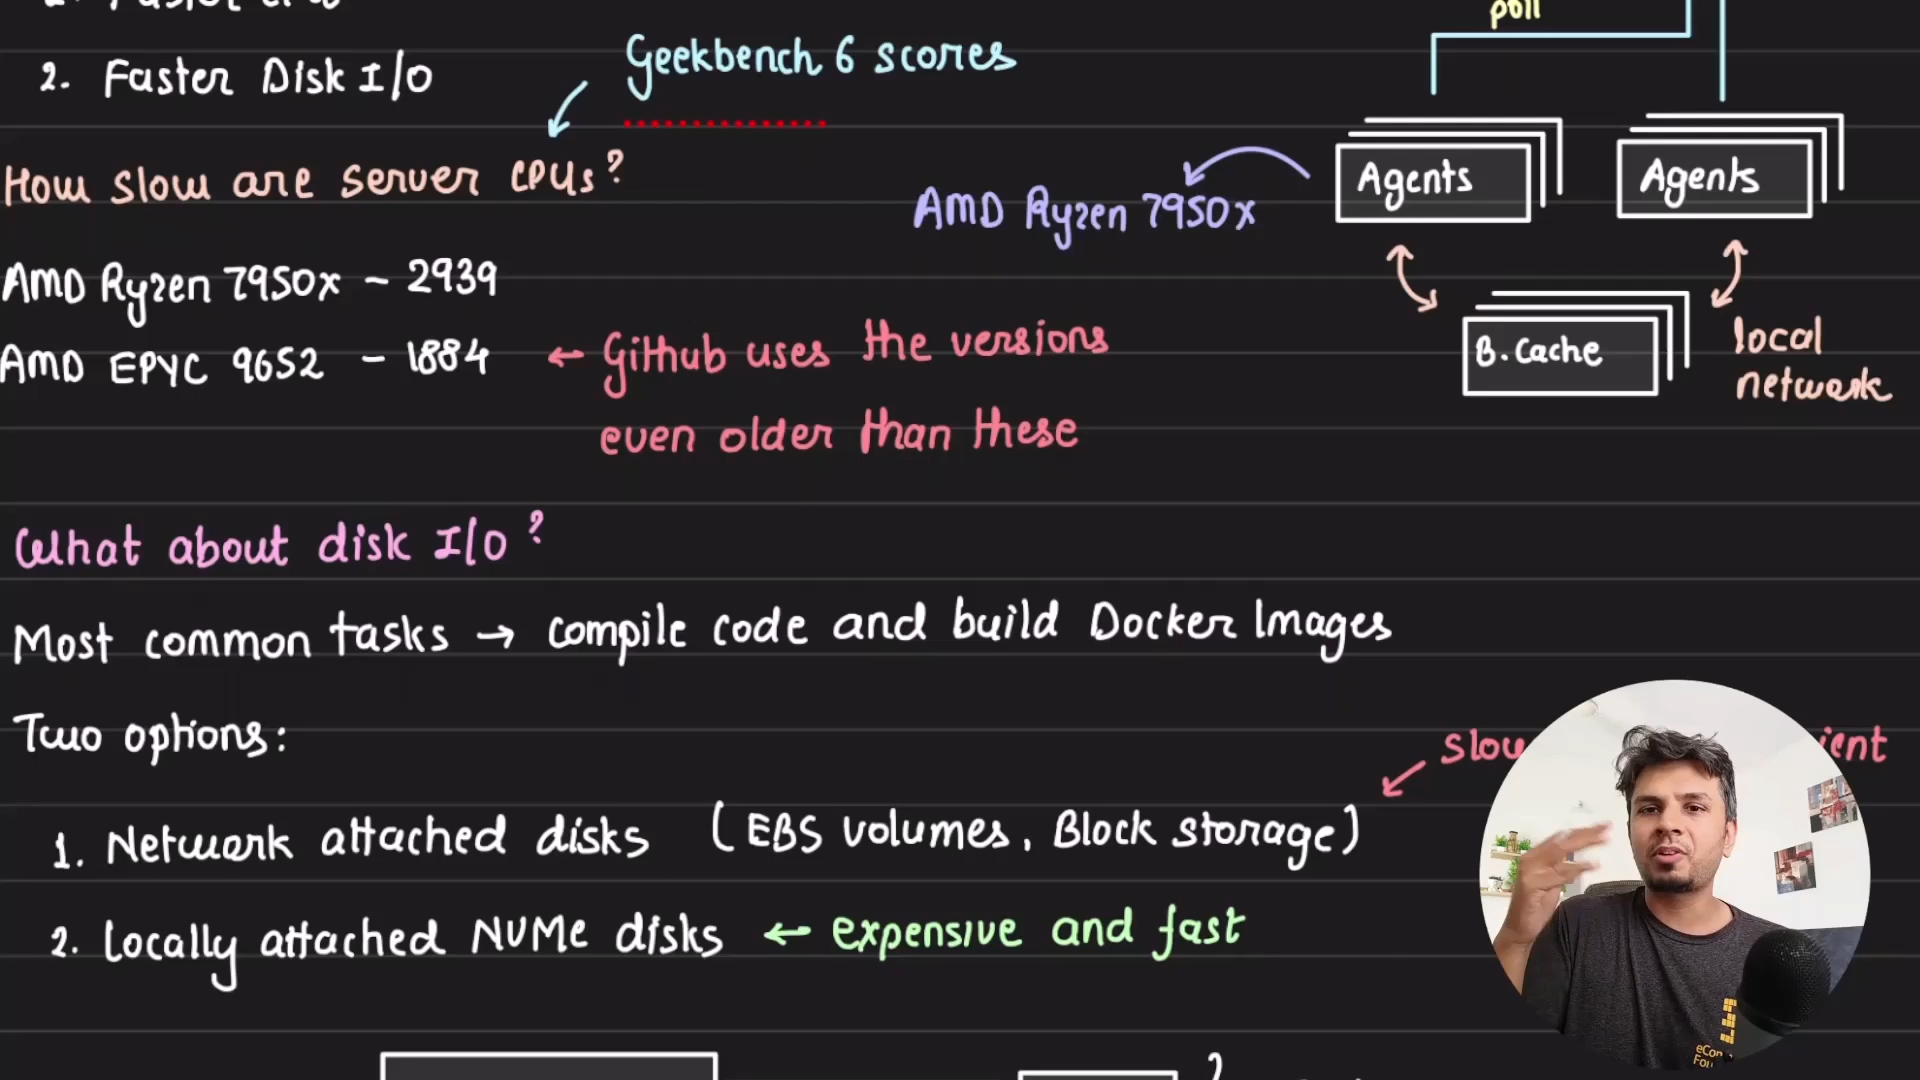 2. Faster Disk I/O
Geekbench 6 scores
How slow are server CPUs?
AMD Ryzen 7950x - 2939
AMD EPYC 9652 - 1884
← Github uses the versions
even older than these
poll
Agents
Agents
AMD Ryzen 7950x
B. Cache
local
network
What about disk I/O?
Most common tasks → compile code and build Docker Images
Two options:
1. Network attached disks (EBS volumes, Block storage)
2. Locally attached NVMe disks ← expensive and fast